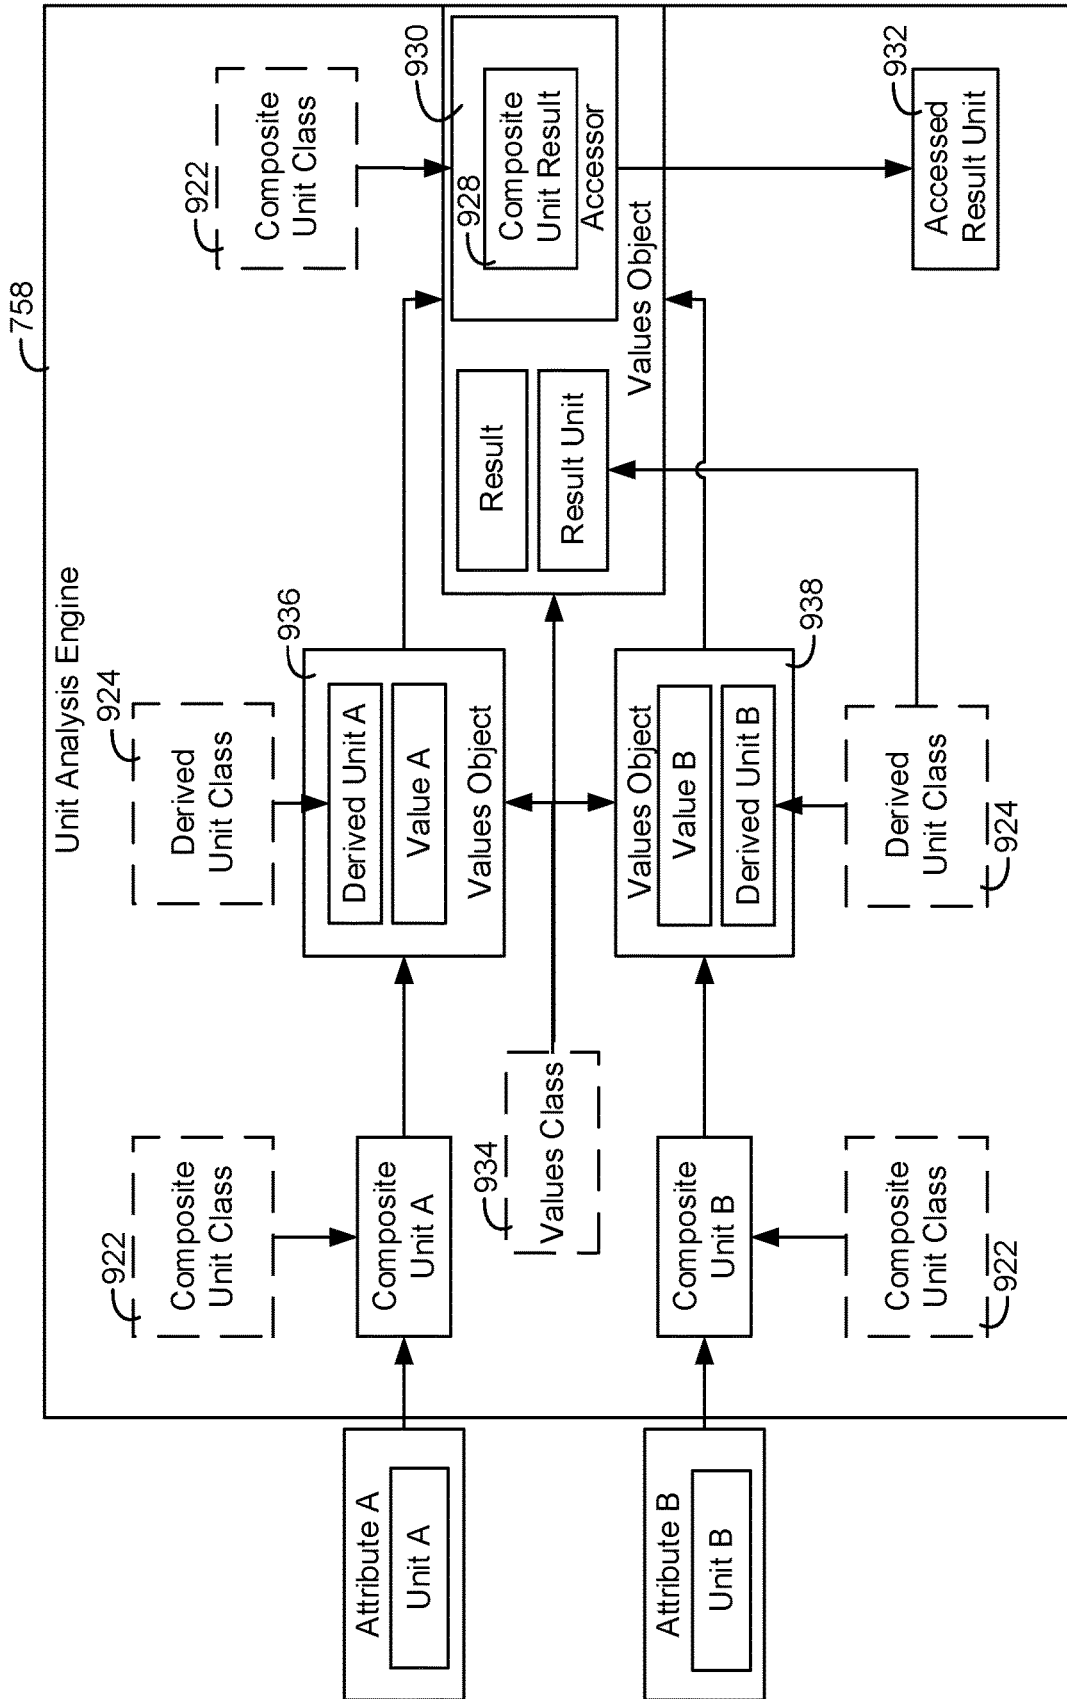 Unit Analysis Engine
758
Attribute A
Unit A
Attribute B
Unit B
922
Composite
Unit Class
Composite
Unit A
934
Values Class
Composite
Unit B
Composite
Unit Class
922
924
Derived
Unit Class
936
Derived Unit A
Value A
Values Object
Values Object
Value B
Derived Unit B
938
Derived
Unit Class
924
Result
Result Unit
Values Object
922
Composite
Unit Class
930
928
Composite
Unit Result
Accessor
932
Accessed
Result Unit